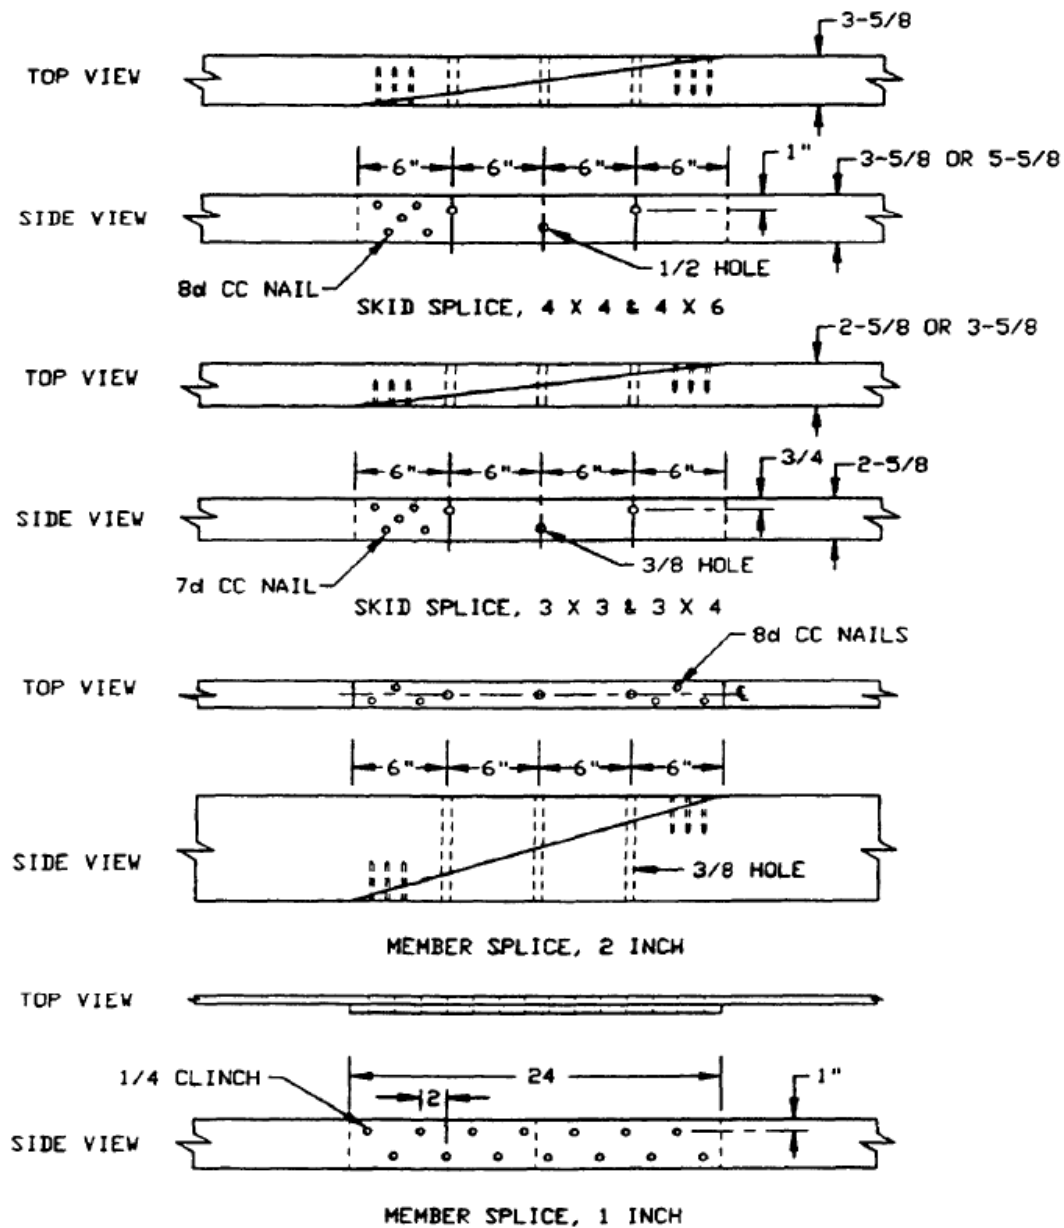 3-5/8
TOP VIEW
6" 6" 6" 6"
1"
3-5/8 OR 5-5/8
SIDE VIEW
8d CC NAIL
1/2 HOLE
SKID SPLICE, 4 X 4 & 4 X 6
2-5/8 OR 3-5/8
TOP VIEW
6" 6" 6" 6"
3/4
2-5/8
SIDE VIEW
7d CC NAIL
3/8 HOLE
SKID SPLICE, 3 X 3 & 3 X 4
8d CC NAILS
TOP VIEW
℄
6" 6" 6" 6"
SIDE VIEW
3/8 HOLE
MEMBER SPLICE, 2 INCH
TOP VIEW
1/4 CLINCH
24
2
1"
SIDE VIEW
MEMBER SPLICE, 1 INCH